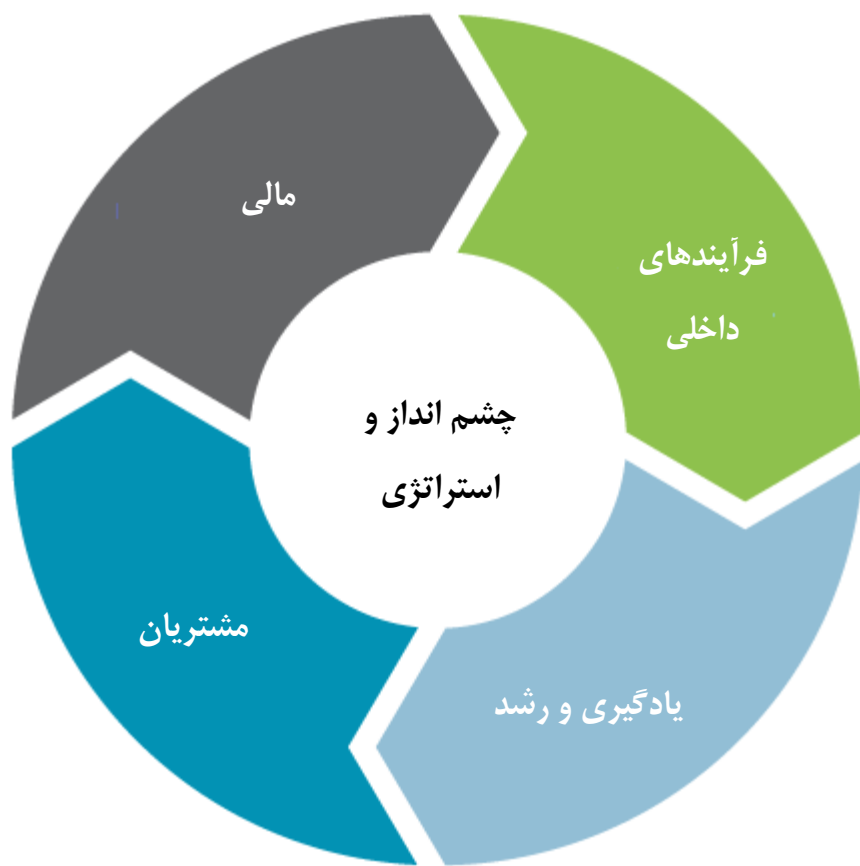 مالی
فرآیندهای
داخلی
چشم انداز و
استراتژی
مشتریان
یادگیری و رشد